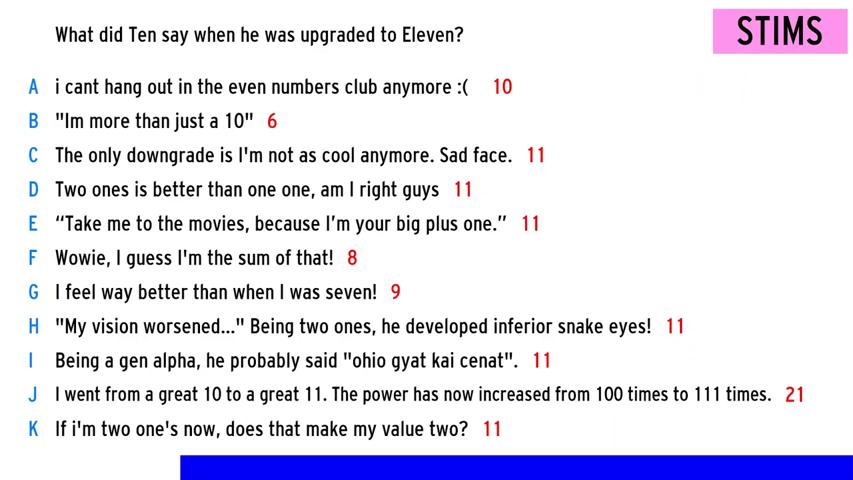 What did Ten say when he was upgraded to Eleven?
STIMS
A i cant hang out in the even numbers club anymore :( 10
B "Im more than just a 10" 6
C The only downgrade is I'm not as cool anymore. Sad face. 11
D Two ones is better than one one, am I right guys 11
E “Take me to the movies, because I’m your big plus one.” 11
F Wowie, I guess I'm the sum of that! 8
G I feel way better than when I was seven! 9
H "My vision worsened..." Being two ones, he developed inferior snake eyes! 11
I Being a gen alpha, he probably said "ohio gyat kai cenat". 11
J I went from a great 10 to a great 11. The power has now increased from 100 times to 111 times. 21
K If i'm two one's now, does that make my value two? 11